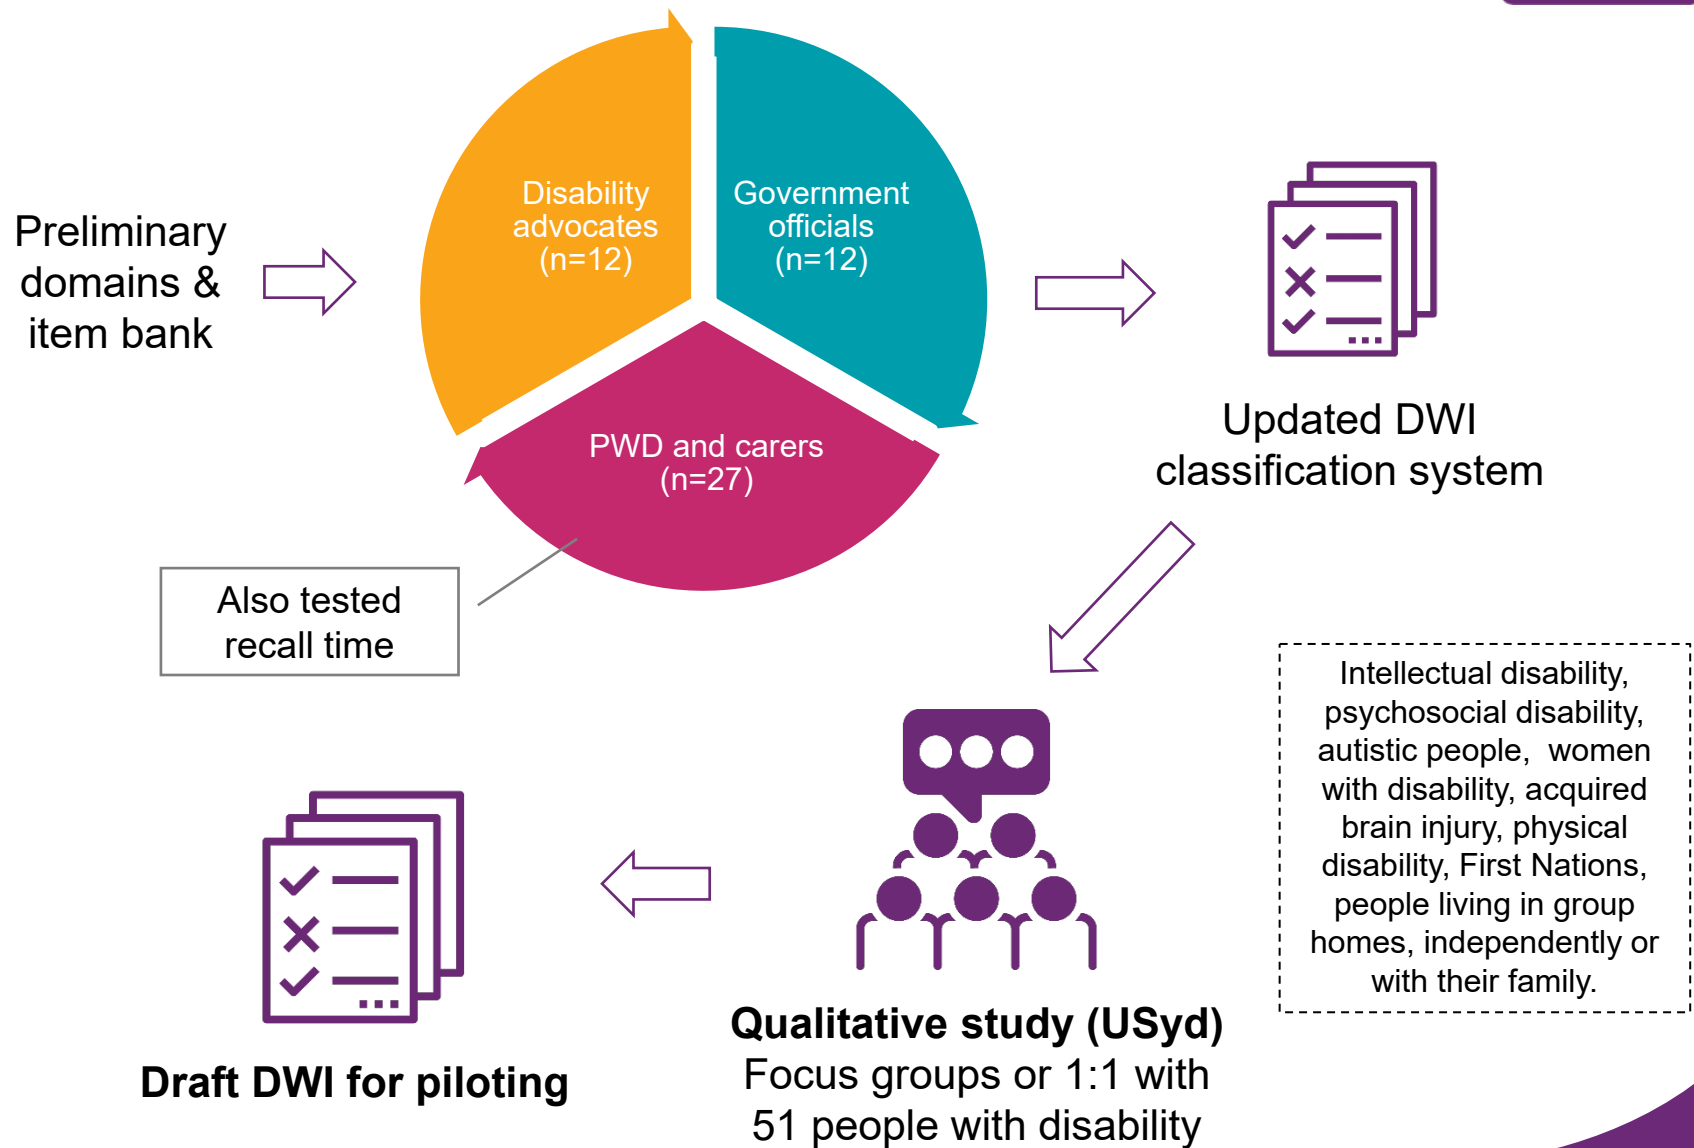 Preliminary
domains &
item bank
Disability
advocates
(n=12)
Government
officials
(n=12)
PWD and carers
(n=27)
Also tested
recall time
Updated DWI
classification system
Intellectual disability,
psychosocial disability,
autistic people, women
with disability, acquired
brain injury, physical
disability, First Nations,
people living in group
homes, independently or
with their family.
Qualitative study (USyd)
Focus groups or 1:1 with
51 people with disability
Draft DWI for piloting